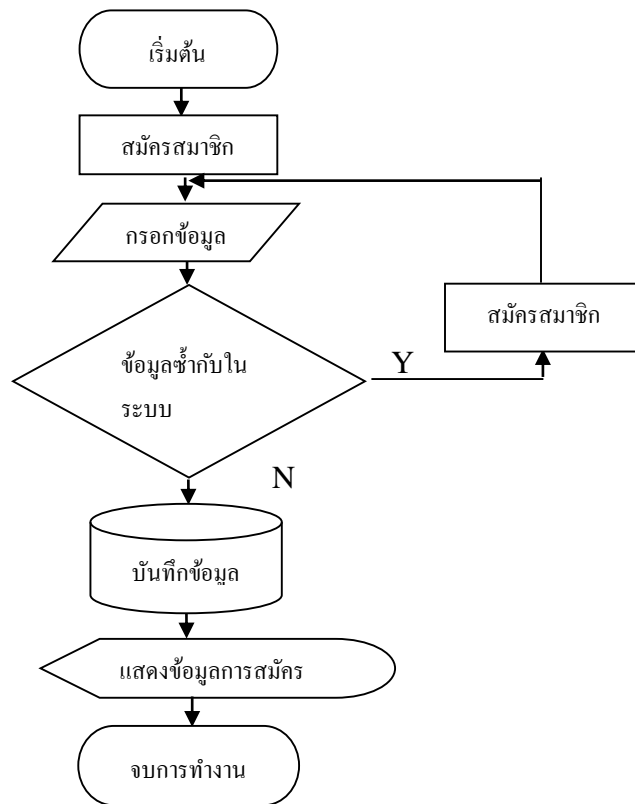 เริ่มต้น
สมัครสมาชิก
กรอกข้อมูล
สมัครสมาชิก
ข้อมูลซ้ำกับใน
ระบบ
Y
N
บันทึกข้อมูล
แสดงข้อมูลการสมัคร
จบการทำงาน